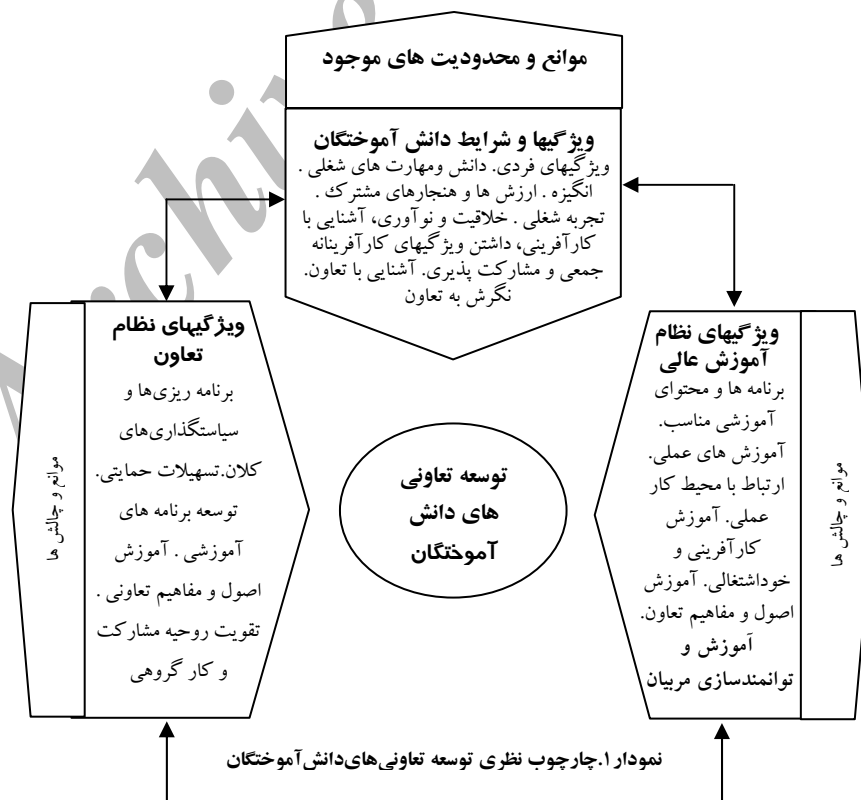 موانع و محدودیت های موجود
ویژگیها و شرایط دانش آموختگان
ویژگیهای فردی. دانش ومهارت های شغلی .
انگیزه . ارزش ها و هنجارهای مشترک .
تجربه شغلی . خلاقیت و نوآوری، آشنایی با
کارآفرینی، داشتن ویژگیهای کارآفرینانه
جمعی و مشارکت پذیری. آشنایی با تعاون.
نگرش به تعاون
ویژگیهای نظام
آموزش عالی
برنامه ها و محتوای
آموزشی مناسب.
آموزش های عملی.
ارتباط با محیط کار
عملی. آموزش
کارآفرینی و
خوداشتغالی. آموزش
اصول و مفاهیم تعاون.
آموزش و
توانمندسازی مربیان
موانع و چالش ها
توسعه تعاونی
های دانش
آموختگان
ویژگیهای نظام
تعاون
برنامه ریزی‌ها و
سیاستگذاری‌های
کلان.تسهیلات حمایتی.
توسعه برنامه های
آموزشی . آموزش
اصول و مفاهیم تعاونی .
تقویت روحیه مشارکت
و کار گروهی
موانع و چالش ها
نمودار ۱.چارچوب نظری توسعه تعاونی‌های‌دانش‌آموختگان
Archive o